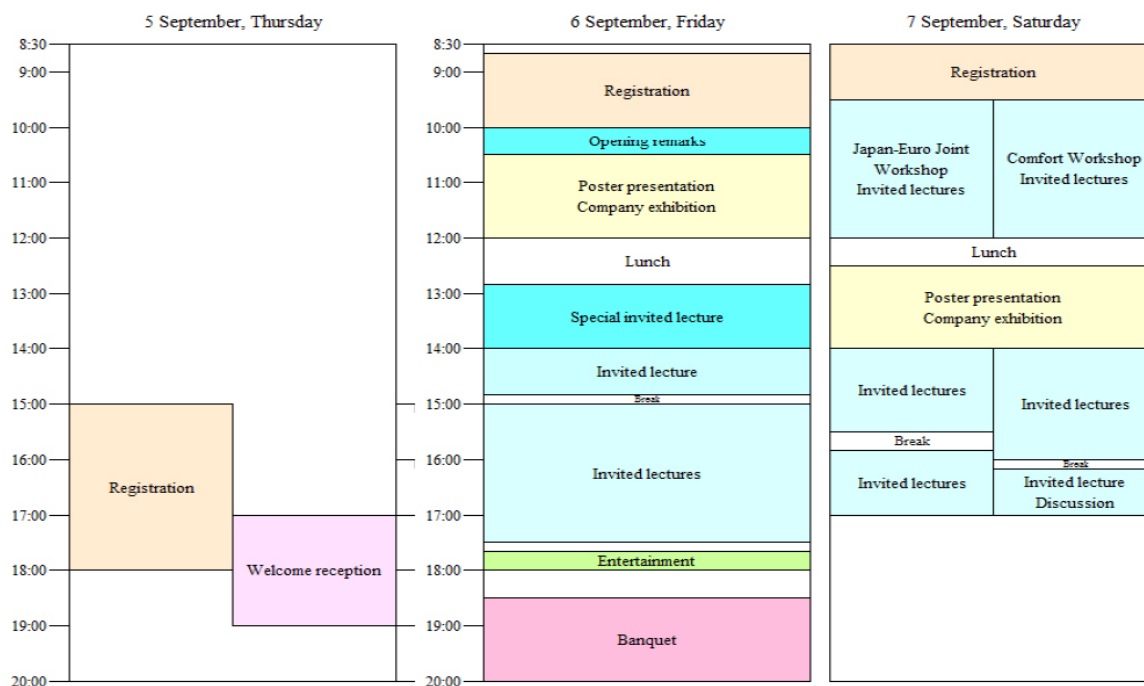 5 September, Thursday
8:30
9:00
10:00
11:00
12:00
13:00
14:00
15:00
16:00
17:00
18:00
19:00
20:00
Registration
Welcome reception
6 September, Friday
8:30
9:00
10:00
11:00
12:00
13:00
14:00
15:00
16:00
17:00
18:00
19:00
20:00
Registration
Opening remarks
Poster presentation
Company exhibition
Lunch
Special invited lecture
Invited lecture
Break
Invited lectures
Entertainment
Banquet
7 September, Saturday
Registration
Japan-Euro Joint
Workshop
Invited lectures
Comfort Workshop
Invited lectures
Lunch
Poster presentation
Company exhibition
Invited lectures
Break
Invited lectures
Invited lectures
Break
Invited lecture
Discussion